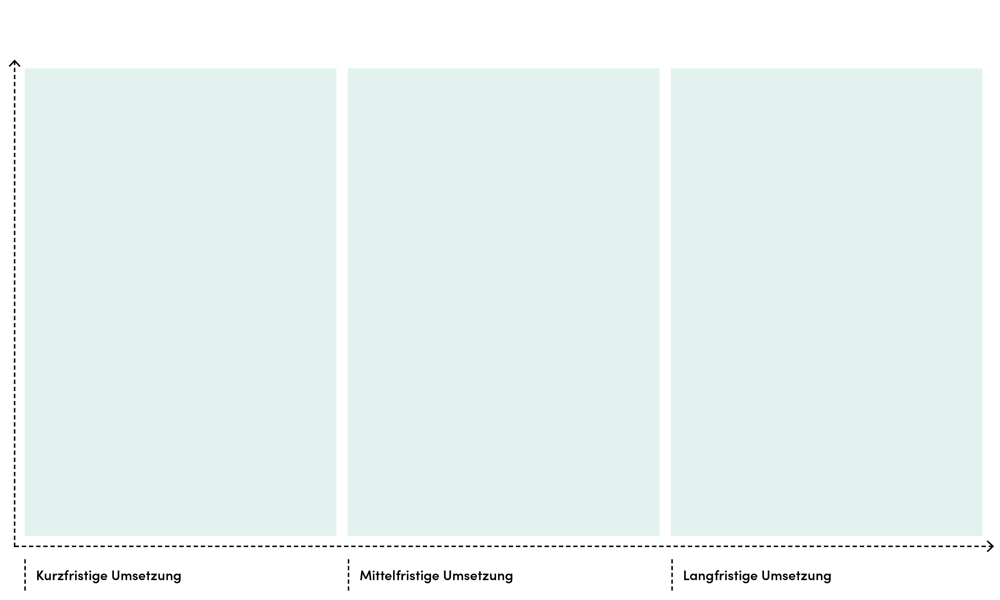 Kurzfristige Umsetzung
Mittelfristige Umsetzung
Langfristige Umsetzung